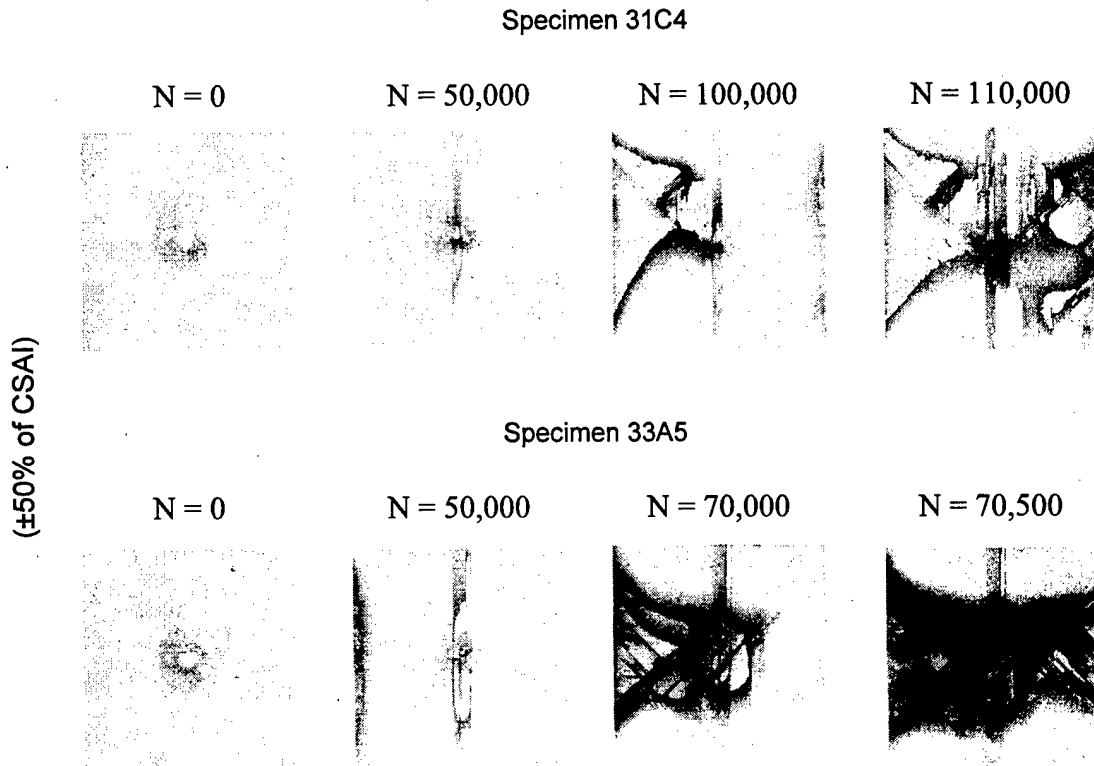 Specimen 31C4
N = 0 N = 50,000 N = 100,000 N = 110,000
(±50% of CSAI)
Specimen 33A5
N = 0 N = 50,000 N = 70,000 N = 70,500